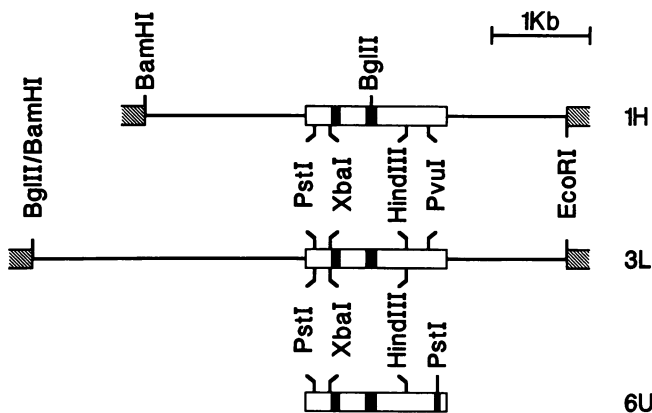 1Kb
BamHI
BglII
BglII/BamHI
1H
PstI
XbaI
HindIII
PvuI
EcoRI
3L
PstI
XbaI
HindIII
PstI
6U